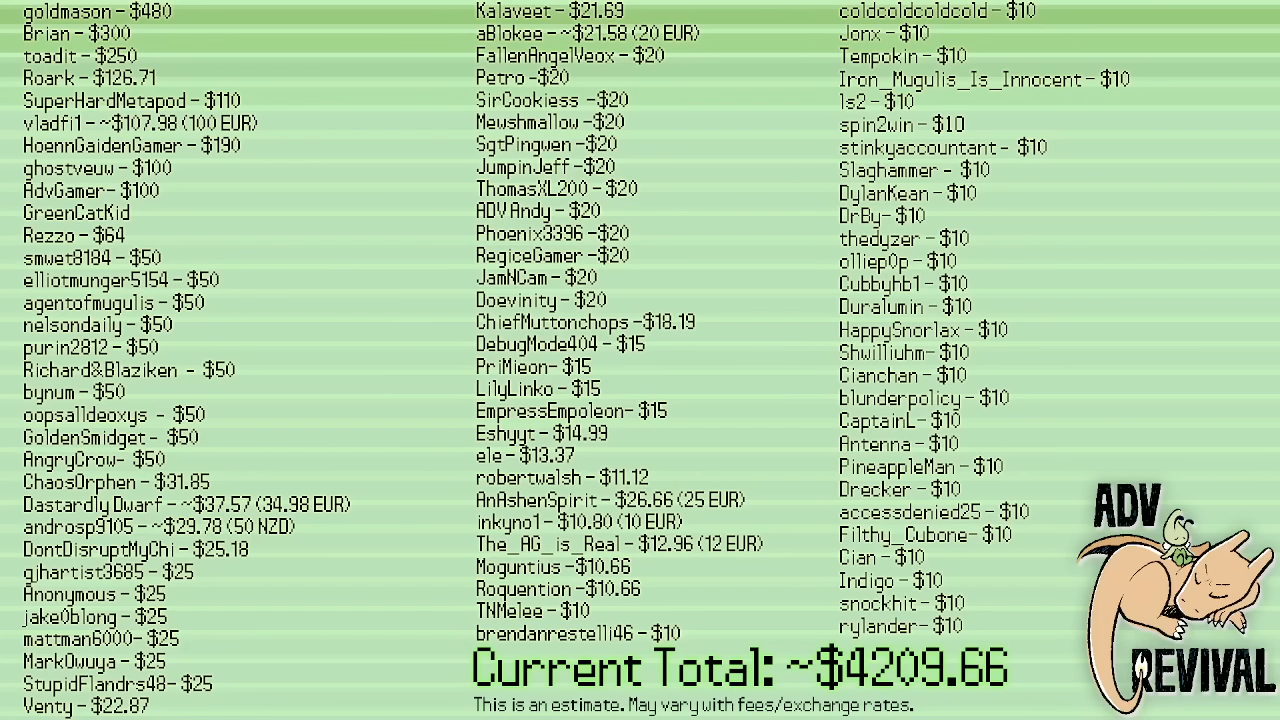 goldmason - $480
Brian - $300
toadit - $250
Roark - $126.71
SuperHardMetapod - $110
vladfi1 - ~$107.98 (100 EUR)
HoennGaidenGamer - $190
ghostveuw - $100
AdvGamer- $100
GreenCatKid
Rezzo - $64
smwet8184 - $50
elliotmunger5154 - $50
agentofmugulis - $50
nelsondaily - $50
purin2812 - $50
Richard&Blaziken - $50
bynum - $50
oopsalldeoxys - $50
GoldenSmidget - $50
AngryCrow- $50
ChaosOrphen - $31.85
Dastardly Dwarf - ~$37.57 (34.98 EUR)
androsp9105 - ~$29.78 (50 NZD)
DontDisruptMyChi - $25.18
gjhartist3685 - $25
Anonymous - $25
jake0blong - $25
mattman6000- $25
MarkOwuya - $25
StupidFlandrs48- $25
Venty - $22.87
Kalaveet - $21.69
aBlokee - ~$21.58 (20 EUR)
FallenAngelVeox - $20
Petro -$20
SirCookiess -$20
Mewshmallow -$20
SgtPingwen -$20
JumpinJeff -$20
ThomasXL200 - $20
ADV Andy - $20
Phoenix3396 -$20
RegiceGamer -$20
JamNCam - $20
Doevinity - $20
ChiefMuttonchops -$18.19
DebugMode404 - $15
PriMieon- $15
LilyLinko - $15
EmpressEmpoleon- $15
Eshyyt - $14.99
ele - $13.37
robertwalsh - $11.12
AnAshenSpirit - $26.66 (25 EUR)
inkyno1 - $10.80 (10 EUR)
The_AG_is_Real - $12.96 (12 EUR)
Moguntius -$10.66
Roquention -$10.66
TNMelee - $10
brendanrestelli46 - $10
coldcoldcoldcold - $10
Jonx - $10
Tempokin - $10
Iron_Mugulis_Is_Innocent - $10
ls2 - $10
spin2win - $10
stinkyaccountant - $10
Slaghammer - $10
DylanKean - $10
DrBy- $10
thedyzer - $10
olliep0p - $10
Cubbyhb1 - $10
Duralumin - $10
HappySnorlax - $10
Shwilliuhm- $10
Cianchan - $10
blunderpolicy - $10
CaptainL- $10
Antenna - $10
PineappleMan - $10
Drecker - $10
accessdenied25 - $10
Filthy_Cubone- $10
Cian - $10
Indigo - $10
snockhit - $10
rylander- $10
Current Total: ~$4209.66
This is an estimate. May vary with fees/exchange rates.
ADV
REVIVAL